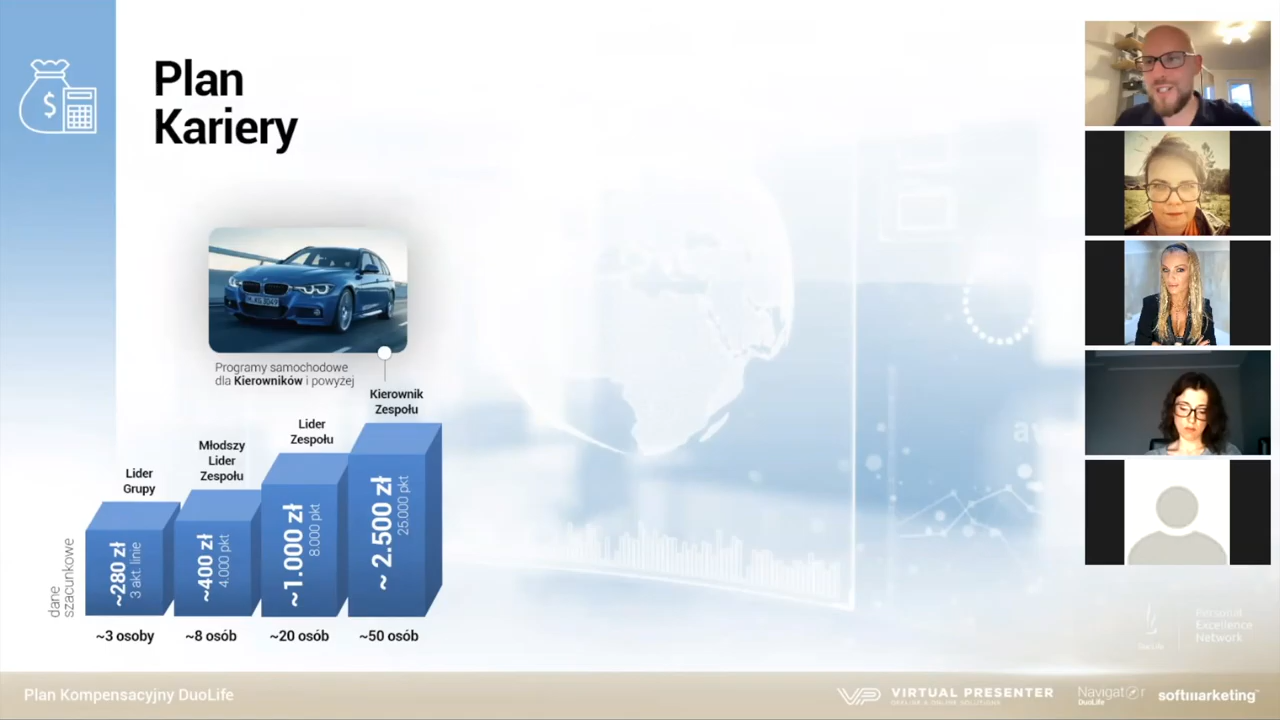 Plan
Kariery
Programy samochodowe
dla Kierowników i powyżej
Kierownik
Zespołu
Lider
Zespołu
Młodszy
Lider
Zespołu
Lider
Grupy
dane
szacunkowe
~280 zł
3 akt. linie
~400 zł
4.000 pkt
~1.000 zł
8.000 pkt
~ 2.500 zł
25.000 pkt
~3 osoby
~8 osób
~20 osób
~50 osób
Personal
Excellence
Network
DuoLife
Plan Kompensacyjny DuoLife
VIRTUAL PRESENTER
Navigator
DuoLife
softmarketing